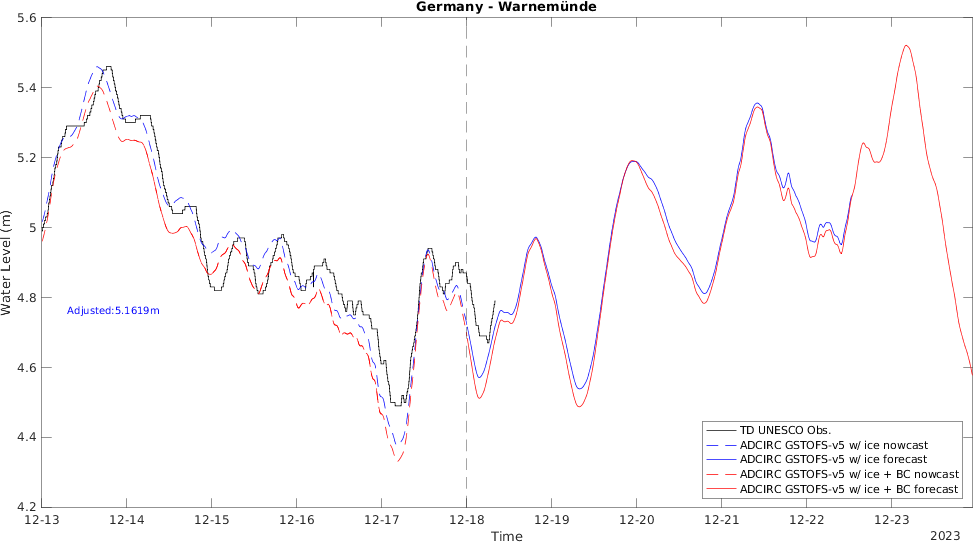 Germany - Warnemünde
Water Level (m)
5.6
5.4
5.2
5
4.8
4.6
4.4
4.2
Adjusted:5.1619m
TD UNESCO Obs.
ADCIRC GSTOFS-v5 w/ ice nowcast
ADCIRC GSTOFS-v5 w/ ice forecast
ADCIRC GSTOFS-v5 w/ ice + BC nowcast
ADCIRC GSTOFS-v5 w/ ice + BC forecast
12-13 12-14 12-15 12-16 12-17 12-18 12-19 12-20 12-21 12-22 12-23
Time
2023